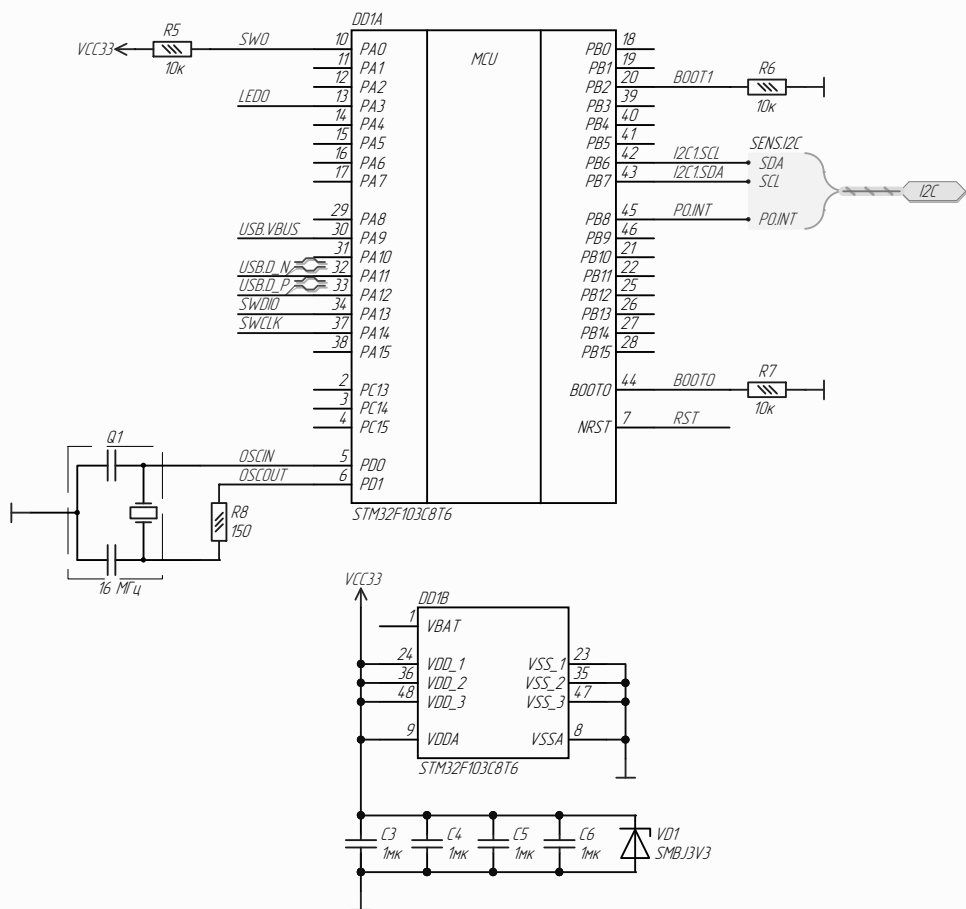 DD1A
MCU
VCC33
R5
10к
SW0
10 PA0
11 PA1
12 PA2
LED0
13 PA3
14 PA4
15 PA5
16 PA6
17 PA7
29 PA8
USB.VBUS
30 PA9
31 PA10
USB.D_N
32 PA11
USB.D_P
33 PA12
SWDIO
34 PA13
SWCLK
37 PA14
38 PA15
2 PC13
3 PC14
4 PC15
OSCIN
5 PD0
OSCOUT
6 PD1
PB0 18
PB1 19
PB2 20
BOOT1
R6
10к
PB3 39
PB4 40
PB5 41
PB6 42
I2C1.SCL
PB7 43
I2C1.SDA
SENS.I2C
SDA
SCL
P0.INT
I2C
PB8 45
P0.INT
PB9 46
PB10 21
PB11 22
PB12 25
PB13 26
PB14 27
PB15 28
BOOT0 44
BOOT0
R7
10к
NRST 7
RST
STM32F103C8T6
Q1
16 МГц
R8
150
VCC33
DD1B
1 VBAT
24 VDD_1
36 VDD_2
48 VDD_3
9 VDDA
VSS_1 23
VSS_2 35
VSS_3 47
VSSA 8
STM32F103C8T6
C3
1мк
C4
1мк
C5
1мк
C6
1мк
VD1
SMBJ3V3